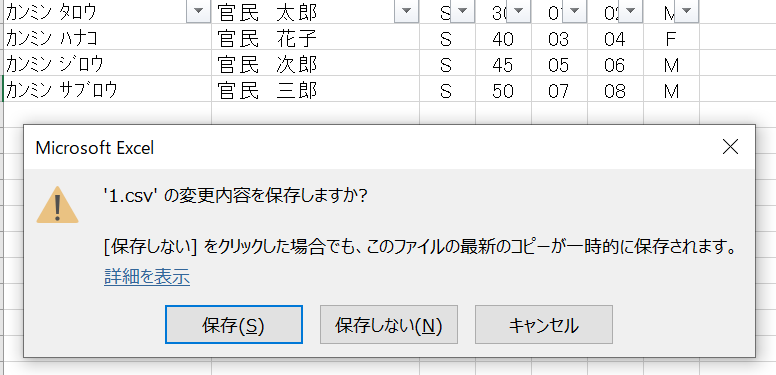 ｶﾝﾐﾝ ﾀﾛｳ 官民　太郎 S
ｶﾝﾐﾝ ﾊﾅｺ 官民　花子 S 40 03 04 F
ｶﾝﾐﾝ ｼﾞﾛｳ 官民　次郎 S 45 05 06 M
ｶﾝﾐﾝ ｻﾌﾞﾛｳ 官民　三郎 S 50 07 08 M
Microsoft Excel
'1.csv' の変更内容を保存しますか?
[保存しない] をクリックした場合でも、このファイルの最新のコピーが一時的に保存されます。
詳細を表示
保存(S) 保存しない(N) キャンセル